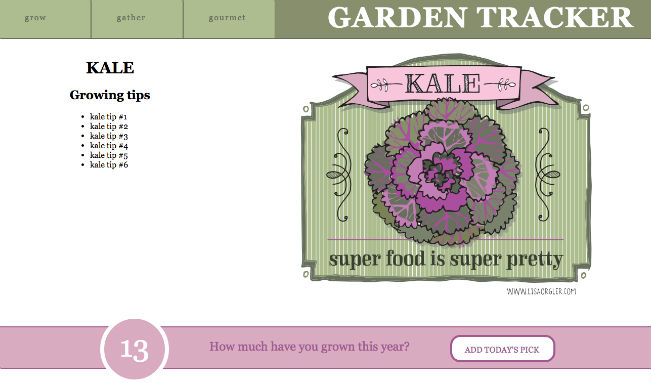 grow
gather
gourmet
GARDEN TRACKER
KALE
Growing tips
kale tip #1
kale tip #2
kale tip #3
kale tip #4
kale tip #5
kale tip #6
KALE
super food is super pretty
WWW.LISAORGLER.COM
13
How much have you grown this year?
ADD TODAY'S PICK